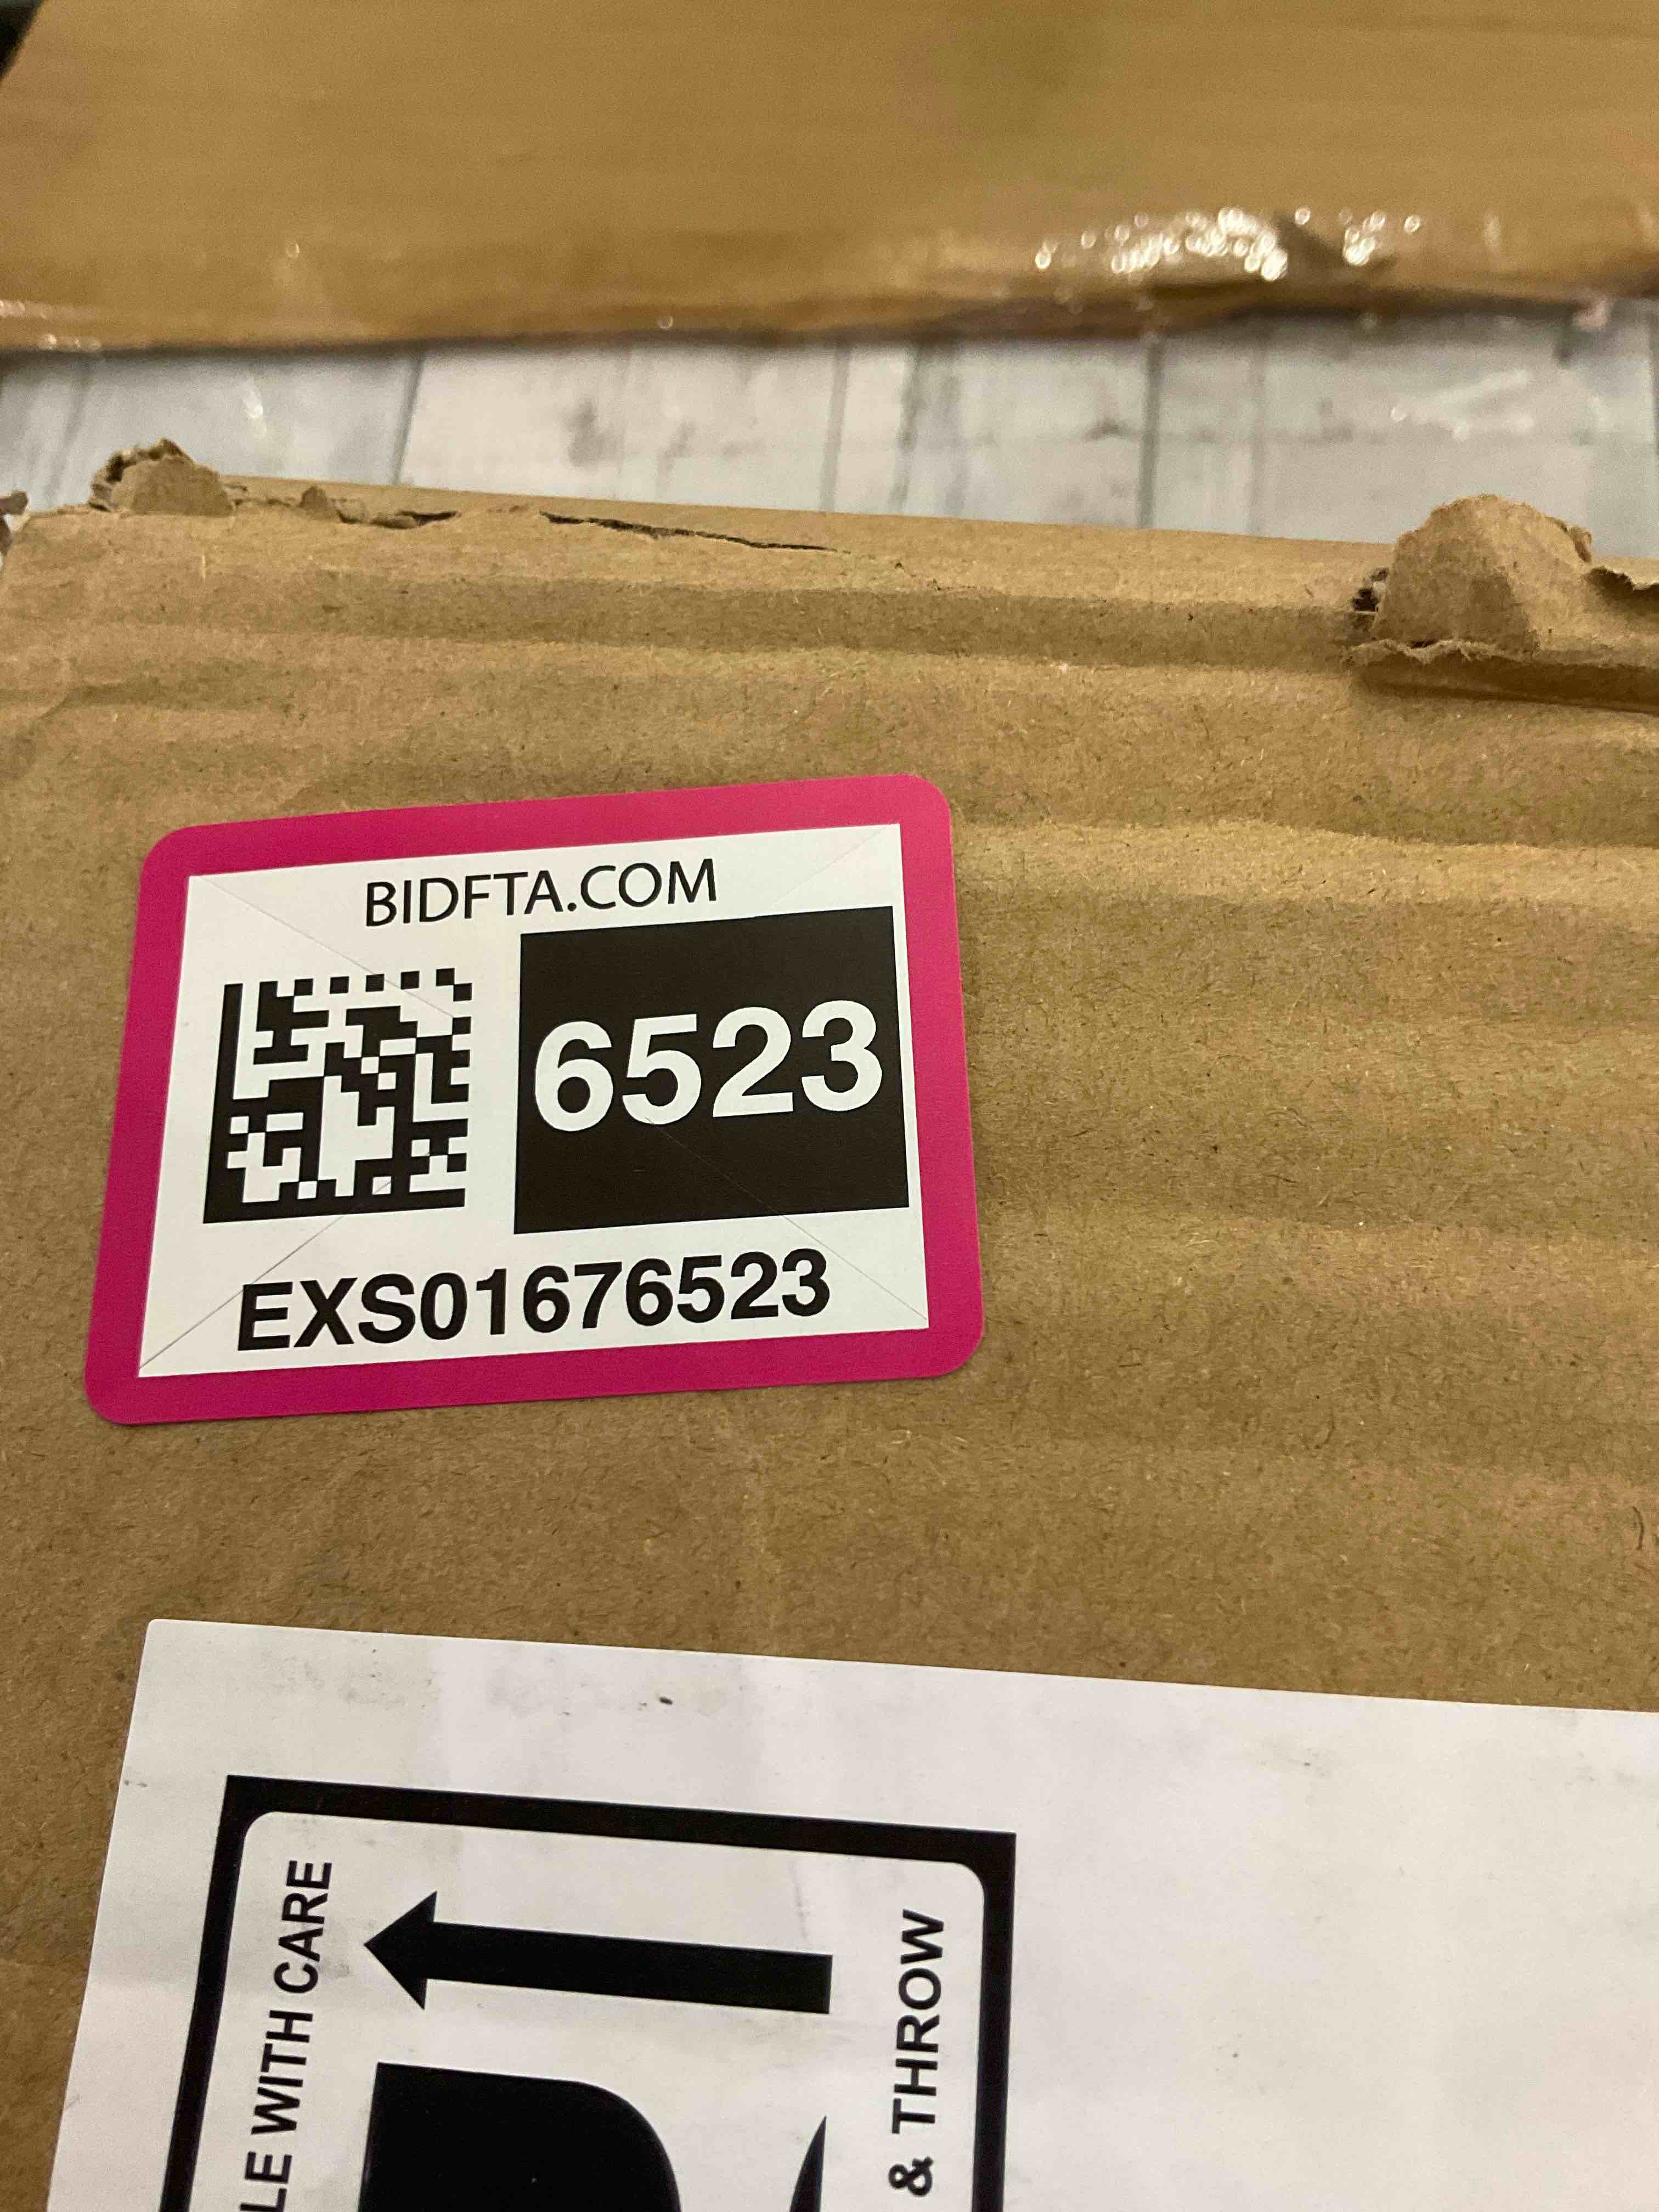 BIDFTA.COM
6523
EXS01676523
LE WITH CARE
& THROW